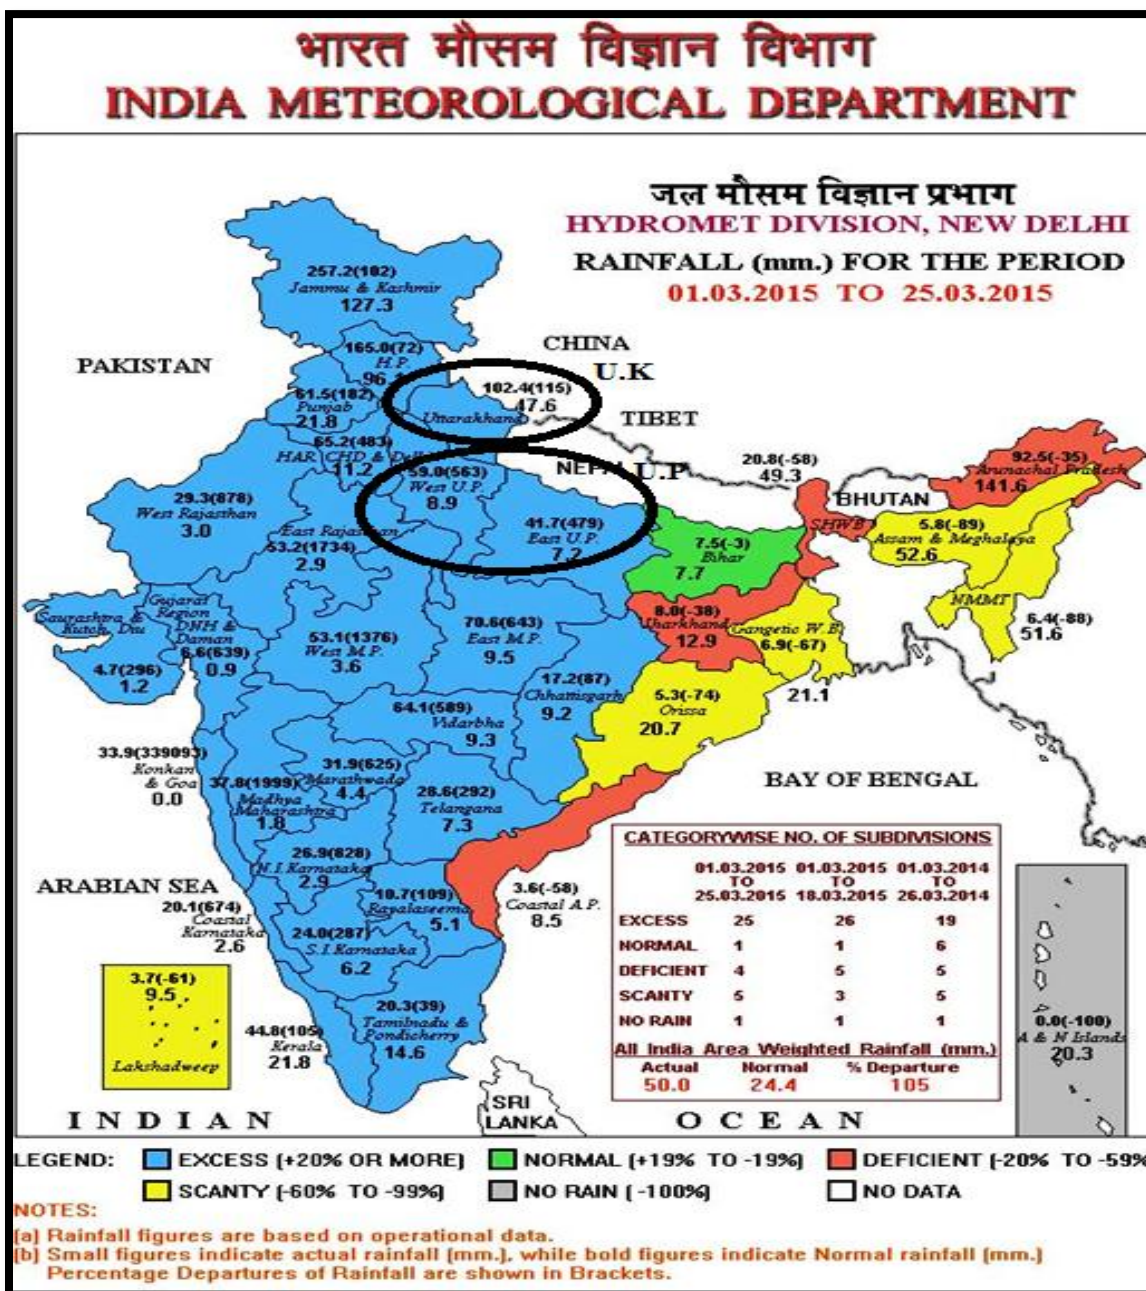 भारत मौसम विज्ञान विभाग
INDIA METEOROLOGICAL DEPARTMENT
जल मौसम विज्ञान प्रभाग
HYDROMET DIVISION, NEW DELHI
RAINFALL (mm.) FOR THE PERIOD
01.03.2015 TO 25.03.2015
257.2(102)
Jammu & Kashmir
127.3
PAKISTAN
CHINA
165.0(72)
H.P.
96.1
U.K
102.4(115)
47.6
Uttarakhand
TIBET
61.5(182)
Punjab
21.8
65.2(483)
HAR. CHD & Delhi
11.2
NEPAL
U.P
59.0(563)
West U.P.
8.9
41.7(479)
East U.P.
7.2
20.8(-58)
49.3
SHWB
BHUTAN
92.5(-35)
Arunachal Pradesh
141.6
5.8(-89)
Assam & Meghalaya
52.6
NMMT
6.4(-88)
51.6
29.3(878)
West Rajasthan
3.0
East Rajasthan
53.2(1734)
2.9
7.5(-3)
Bihar
7.7
8.0(-38)
Jharkhand
12.9
Gangetic W.B.
6.9(-67)
21.1
Saurashtra &
Kutch, Diu
4.7(296)
1.2
Gujarat
Region
DNH &
Daman
6.6(639)
0.9
53.1(1376)
West M.P.
3.6
70.6(643)
East M.P.
9.5
17.2(87)
Chhattisgarh
9.2
5.3(-74)
Orissa
20.7
64.1(589)
Vidarbha
9.3
33.9(339093)
Konkan
& Goa
0.0
37.8(1999)
Madhya
Maharashtra
1.8
31.9(625)
Marathwada
4.4
28.6(292)
Telangana
7.3
BAY OF BENGAL
26.9(828)
N.I.Karnataka
2.9
ARABIAN SEA
20.1(674)
Coastal
Karnataka
2.6
10.7(109)
Rayalaseema
5.1
3.6(-58)
Coastal A.P.
8.5
24.0(287)
S.I.Karnataka
6.2
3.7(-61)
9.5
Lakshadweep
44.8(105)
Kerala
21.8
20.3(39)
Tamilnadu &
Pondicherry
14.6
0.0(-100)
A & N Islands
20.3
CATEGORYWISE NO. OF SUBDIVISIONS
01.03.2015 01.03.2015 01.03.2014
TO TO TO
25.03.2015 18.03.2015 26.03.2014
EXCESS 25 26 19
NORMAL 1 1 6
DEFICIENT 4 5 5
SCANTY 5 3 5
NO RAIN 1 1 1
All India Area Weighted Rainfall (mm.)
Actual Normal % Departure
50.0 24.4 105
SRI
LANKA
INDIAN OCEAN
LEGEND: EXCESS (+20% OR MORE) NORMAL (+19% TO -19%) DEFICIENT (-20% TO -59%
SCANTY (-60% TO -99%) NO RAIN ( -100%) NO DATA
NOTES:
(a) Rainfall figures are based on operational data.
(b) Small figures indicate actual rainfall (mm.), while bold figures indicate Normal rainfall (mm.)
Percentage Departures of Rainfall are shown in Brackets.